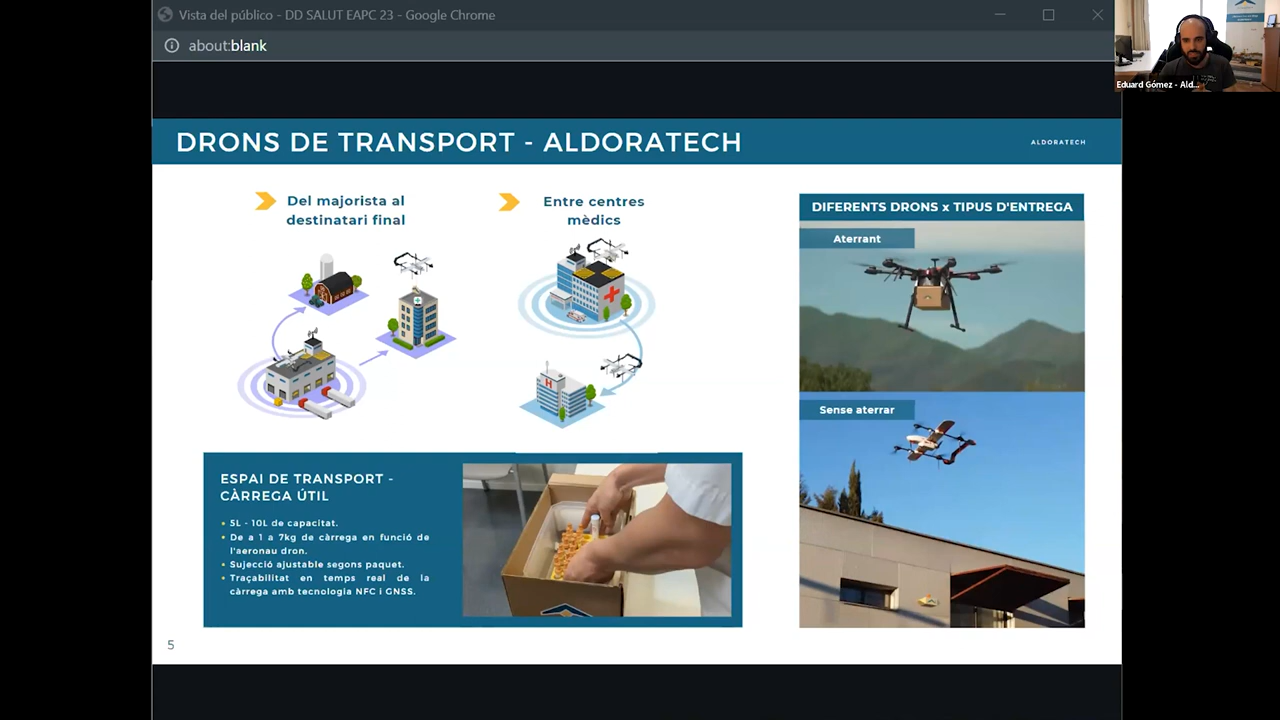 Vista del público - DD SALUT EAPC 23 - Google Chrome
about:blank
Eduard Gómez - Ald...
DRONS DE TRANSPORT - ALDORATECH
ALDORATECH
Del majorista al
destinatari final
Entre centres
mèdics
H
DIFERENTS DRONS x TIPUS D'ENTREGA
Aterrant
Sense aterrar
ESPAI DE TRANSPORT -
CÀRREGA ÚTIL
• 5L - 10L de capacitat.
• De a 1 a 7kg de càrrega en funció de
l'aeronau dron.
• Sujecció ajustable segons paquet.
• Traçabilitat en temps real de la
càrrega amb tecnologia NFC i GNSS.
5